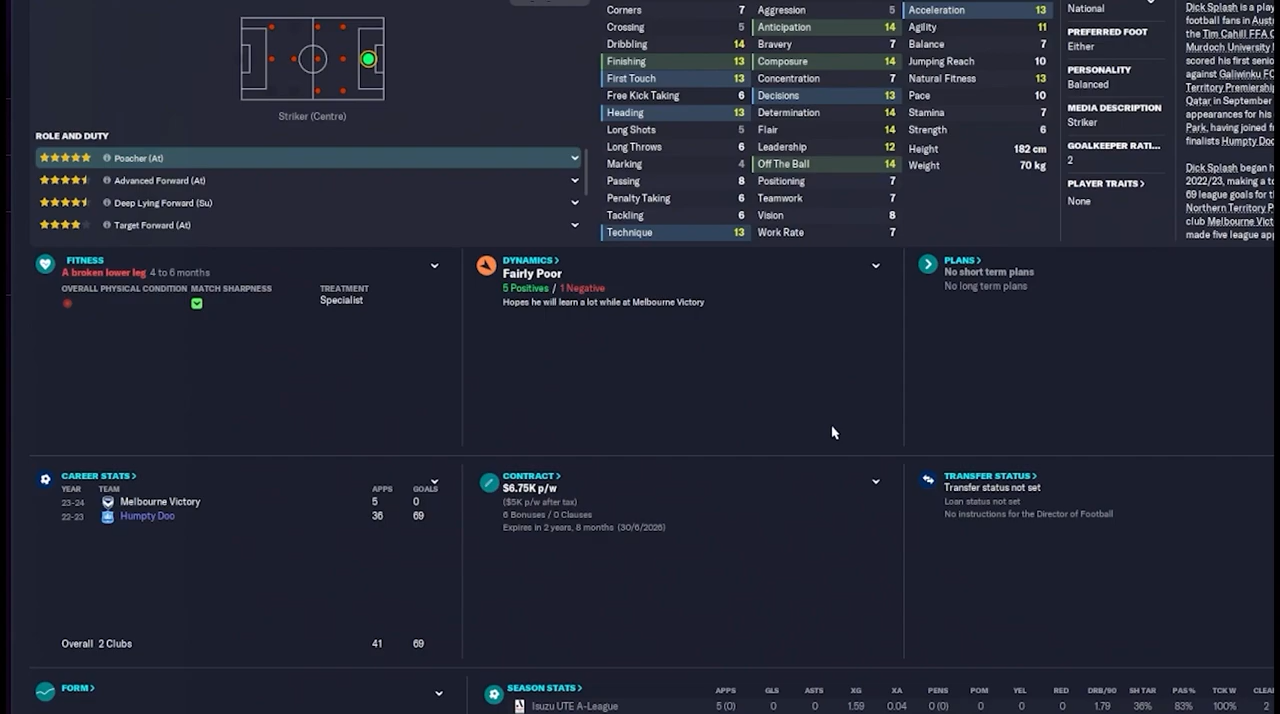 Corners 7 Aggression 5 Acceleration 13
Crossing 5 Anticipation 14 Agility 11
Dribbling 14 Bravery 7 Balance 7
Finishing 13 Composure 14 Jumping Reach 10
First Touch 13 Concentration 7 Natural Fitness 13
Free Kick Taking 6 Decisions 13 Pace 10
Heading 13 Determination 14 Stamina 7
Long Shots 5 Flair 14 Strength 6
Long Throws 6 Leadership 12 Height 182 cm
Marking 4 Off The Ball 14 Weight 70 kg
Passing 8 Positioning 7
Penalty Taking 6 Teamwork 7
Tackling 6 Vision 8
Technique 13 Work Rate 7
National
PREFERRED FOOT
Either
PERSONALITY
Balanced
MEDIA DESCRIPTION
Striker
GOALKEEPER RATI...
2
PLAYER TRAITS >
None
Dick Splash is a play
football fans in Austr
the Tim Cahill FFA C
Murdoch University
scored his first senio
against Galiwinku FC
Territory Premiership
Qatar in September
appearances for his
Park, having joined fr
finalists Humpty Doo
Dick Splash began h
2022/23, making a to
69 league goals for t
Northern Territory P
club Melbourne Vict
made five league app
Striker (Centre)
ROLE AND DUTY
Poacher (At)
Advanced Forward (At)
Deep Lying Forward (Su)
Target Forward (At)
FITNESS
A broken lower leg 4 to 6 months
OVERALL PHYSICAL CONDITION MATCH SHARPNESS TREATMENT
Specialist
DYNAMICS >
Fairly Poor
5 Positives / 1 Negative
Hopes he will learn a lot while at Melbourne Victory
PLANS >
No short term plans
No long term plans
CAREER STATS >
YEAR TEAM APPS GOALS
23-24 Melbourne Victory 5 0
22-23 Humpty Doo 36 69
Overall 2 Clubs 41 69
CONTRACT >
$6.75K p/w
($5K p/w after tax)
6 Bonuses / 0 Clauses
Expires in 2 years, 8 months (30/6/2026)
TRANSFER STATUS >
Transfer status not set
Loan status not set
No instructions for the Director of Football
FORM >
SEASON STATS > APPS GLS ASTS XG XA PENS POM YEL RED DRB/90 SH TAR PAS % TCK W CLEA
Isuzu UTE A-League 5 (0) 0 0 1.59 0.04 0 (0) 0 0 0 1.79 36% 83% 100% 2